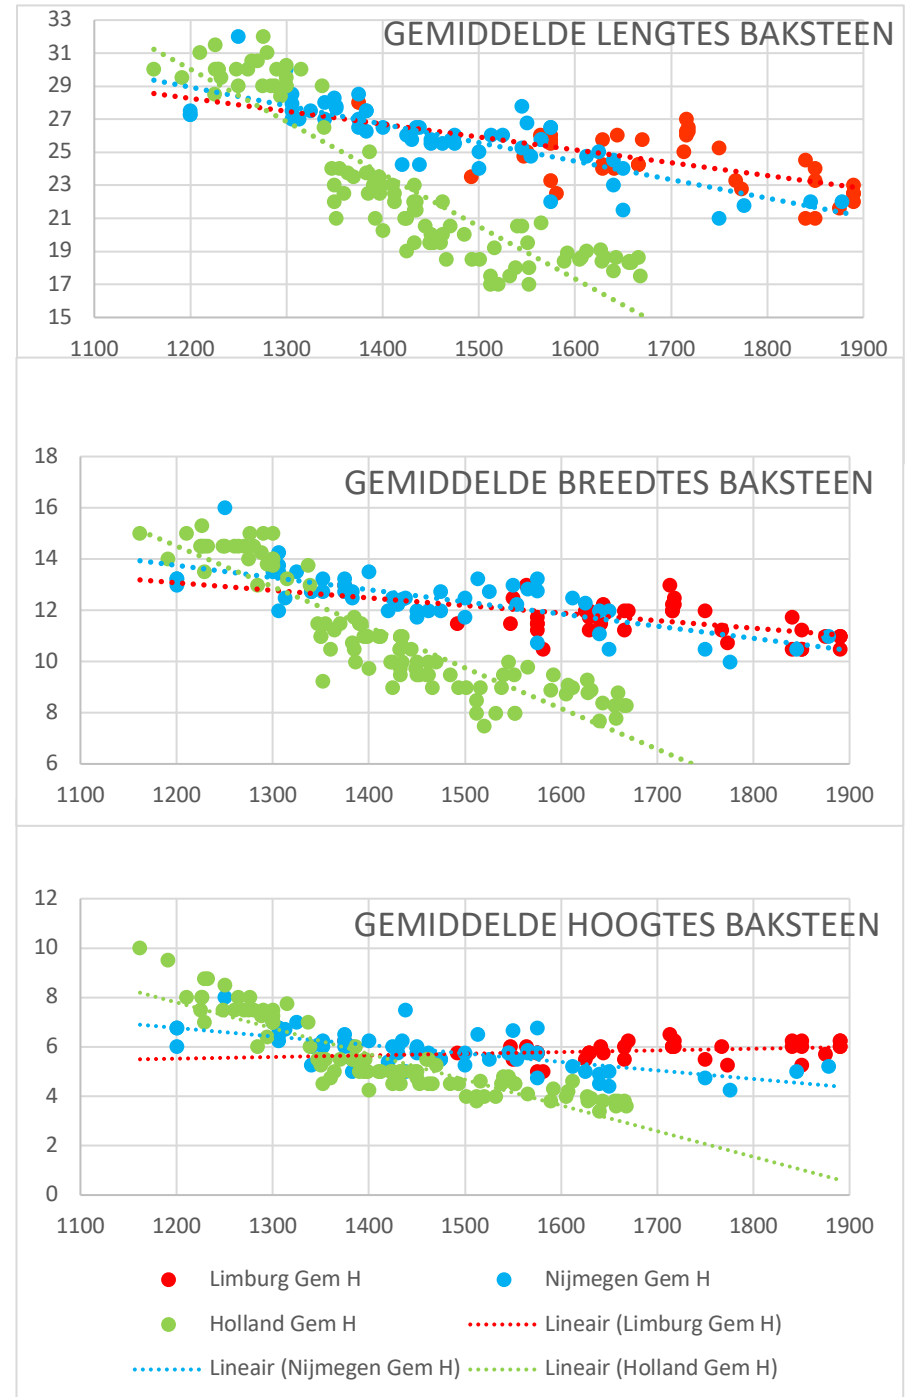 GEMIDDELDE LENGTES BAKSTEEN
33
31
29
27
25
23
21
19
17
15
1100 1200 1300 1400 1500 1600 1700 1800 1900
GEMIDDELDE BREEDTES BAKSTEEN
18
16
14
12
10
8
6
1100 1200 1300 1400 1500 1600 1700 1800 1900
GEMIDDELDE HOOGTES BAKSTEEN
12
10
8
6
4
2
0
1100 1200 1300 1400 1500 1600 1700 1800 1900
Limburg Gem H Nijmegen Gem H
Holland Gem H Lineair (Limburg Gem H)
Lineair (Nijmegen Gem H) Lineair (Holland Gem H)